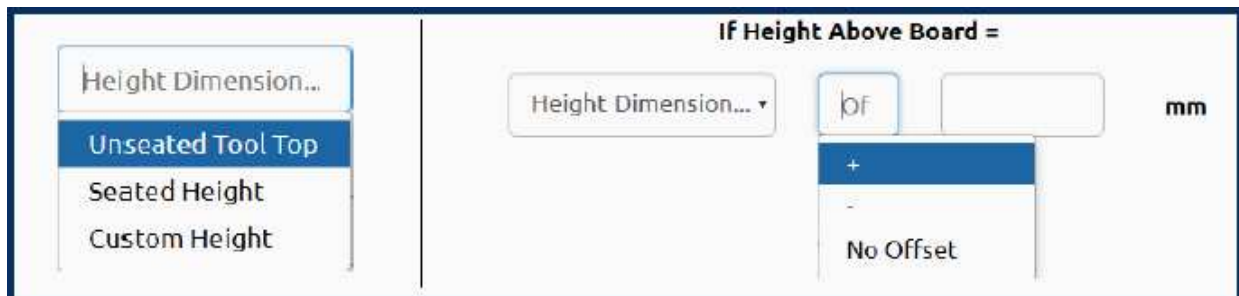 Height Dimension...
Unseated Tool Top
Seated Height
Custom Height
If Height Above Board =
Height Dimension... Of mm
+
-
No Offset